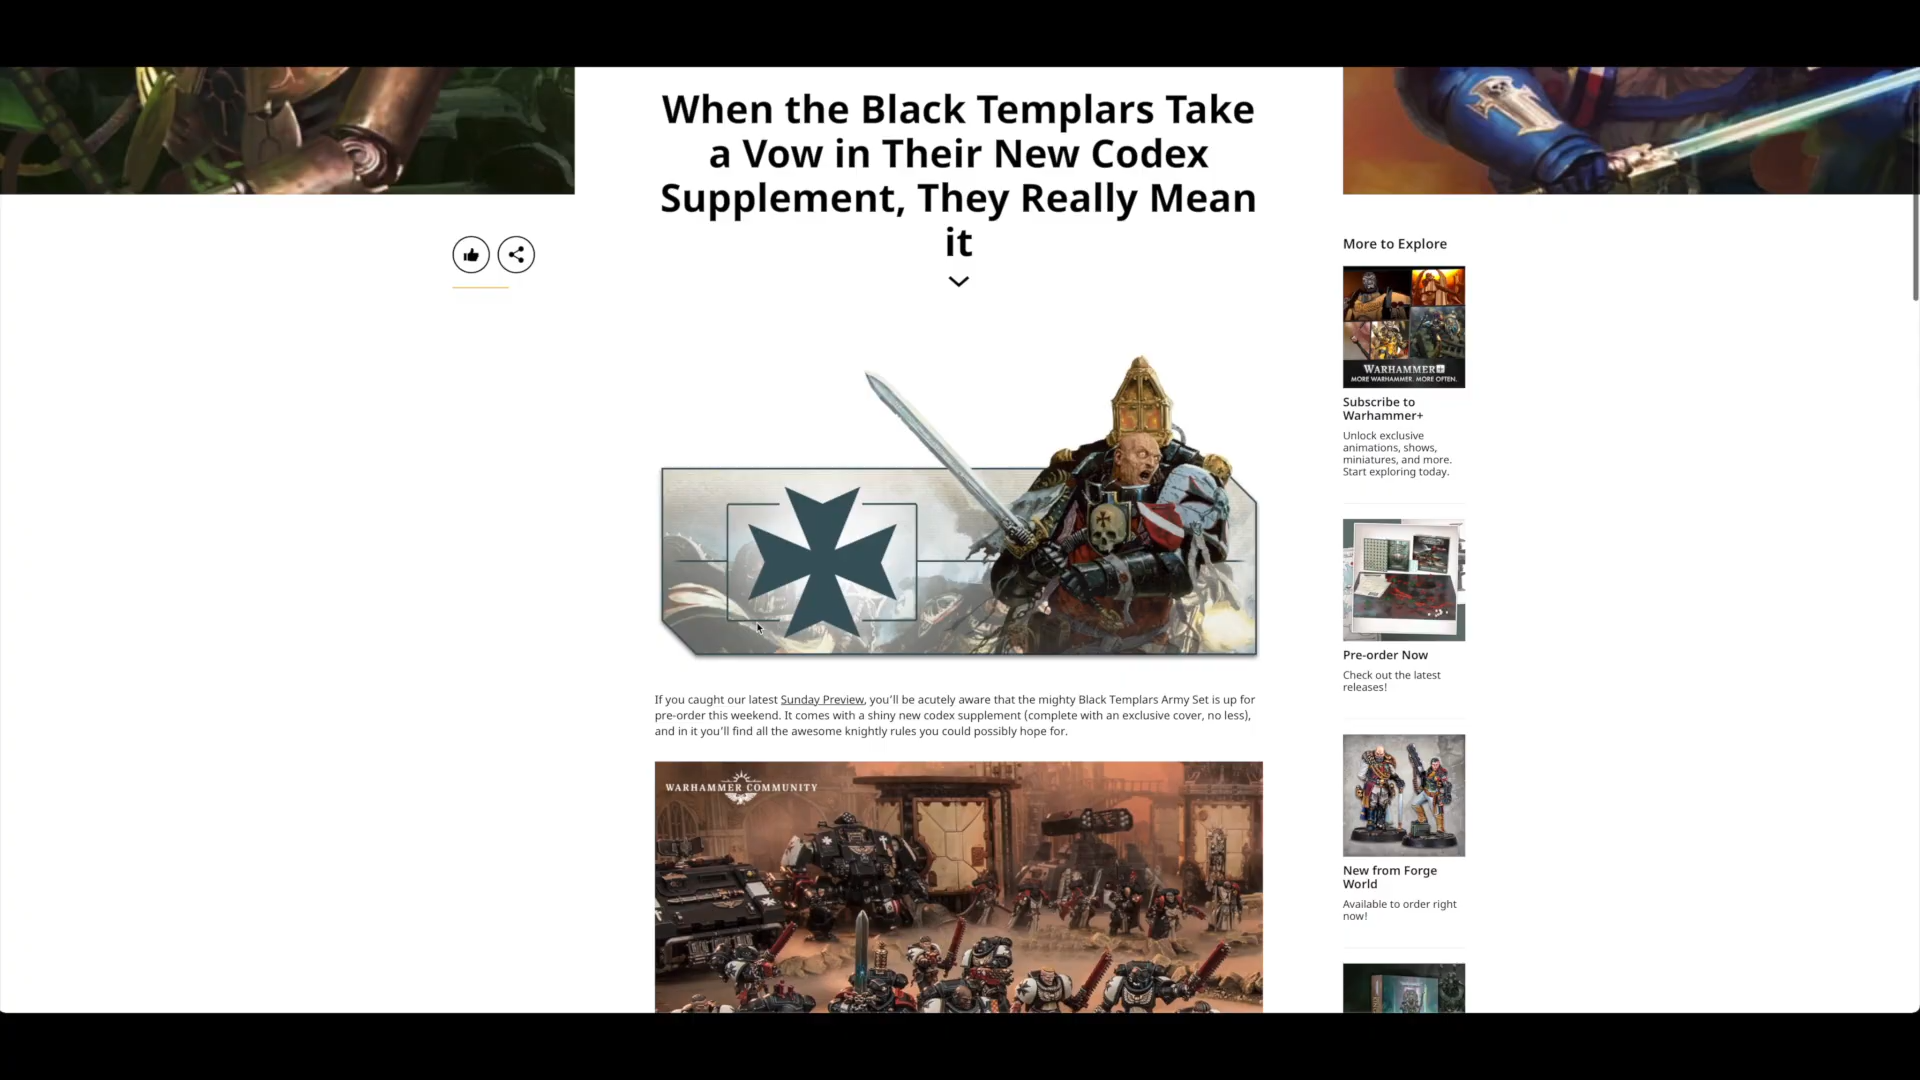 When the Black Templars Take
a Vow in Their New Codex
Supplement, They Really Mean
it
If you caught our latest Sunday Preview, you’ll be acutely aware that the mighty Black Templars Army Set is up for
pre-order this weekend. It comes with a shiny new codex supplement (complete with an exclusive cover, no less),
and in it you’ll find all the awesome knightly rules you could possibly hope for.
WARHAMMER COMMUNITY
More to Explore
WARHAMMER+
MORE WARHAMMER. MORE OFTEN.
Subscribe to
Warhammer+
Unlock exclusive
animations, shows,
miniatures, and more.
Start exploring today.
Pre-order Now
Check out the latest
releases!
New from Forge
World
Available to order right
now!